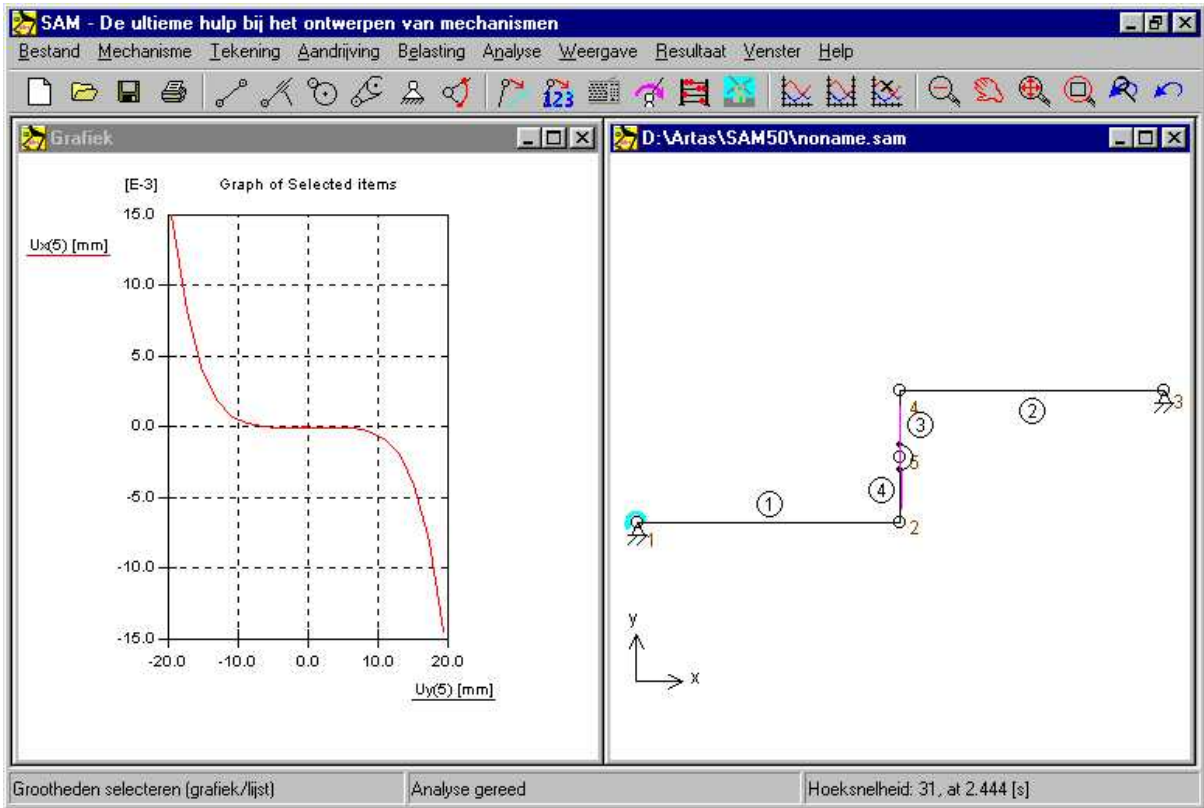 SAM - De ultieme hulp bij het ontwerpen van mechanismen
Bestand Mechanisme Tekening Aandrijving Belasting Analyse Weergave Resultaat Venster Help
123
Grafiek
[E-3] Graph of Selected items
15.0
Ux(5) [mm]
10.0
5.0
0.0
-5.0
-10.0
-15.0
-20.0 -10.0 0.0 10.0 20.0
Uy(5) [mm]
D:\Artas\SAM50\noname.sam
4 2 3
3
5
4
1
1 2
y
x
Grootheden selecteren (grafiek/lijst) Analyse gereed Hoeksnelheid: 31, at 2.444 [s]